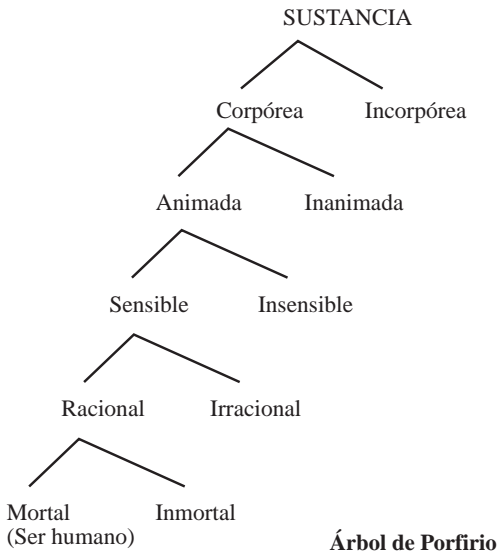 SUSTANCIA
Corpórea Incorpórea
Animada Inanimada
Sensible Insensible
Racional Irracional
Mortal Inmortal
(Ser humano)
Árbol de Porfirio